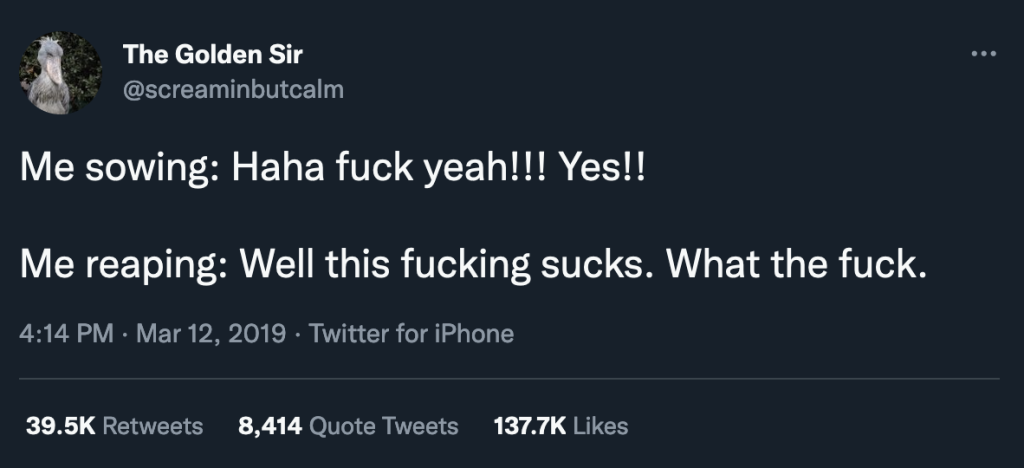 The Golden Sir
@screaminbutcalm
Me sowing: Haha fuck yeah!!! Yes!!
Me reaping: Well this fucking sucks. What the fuck.
4:14 PM · Mar 12, 2019 · Twitter for iPhone
39.5K Retweets 8,414 Quote Tweets 137.7K Likes